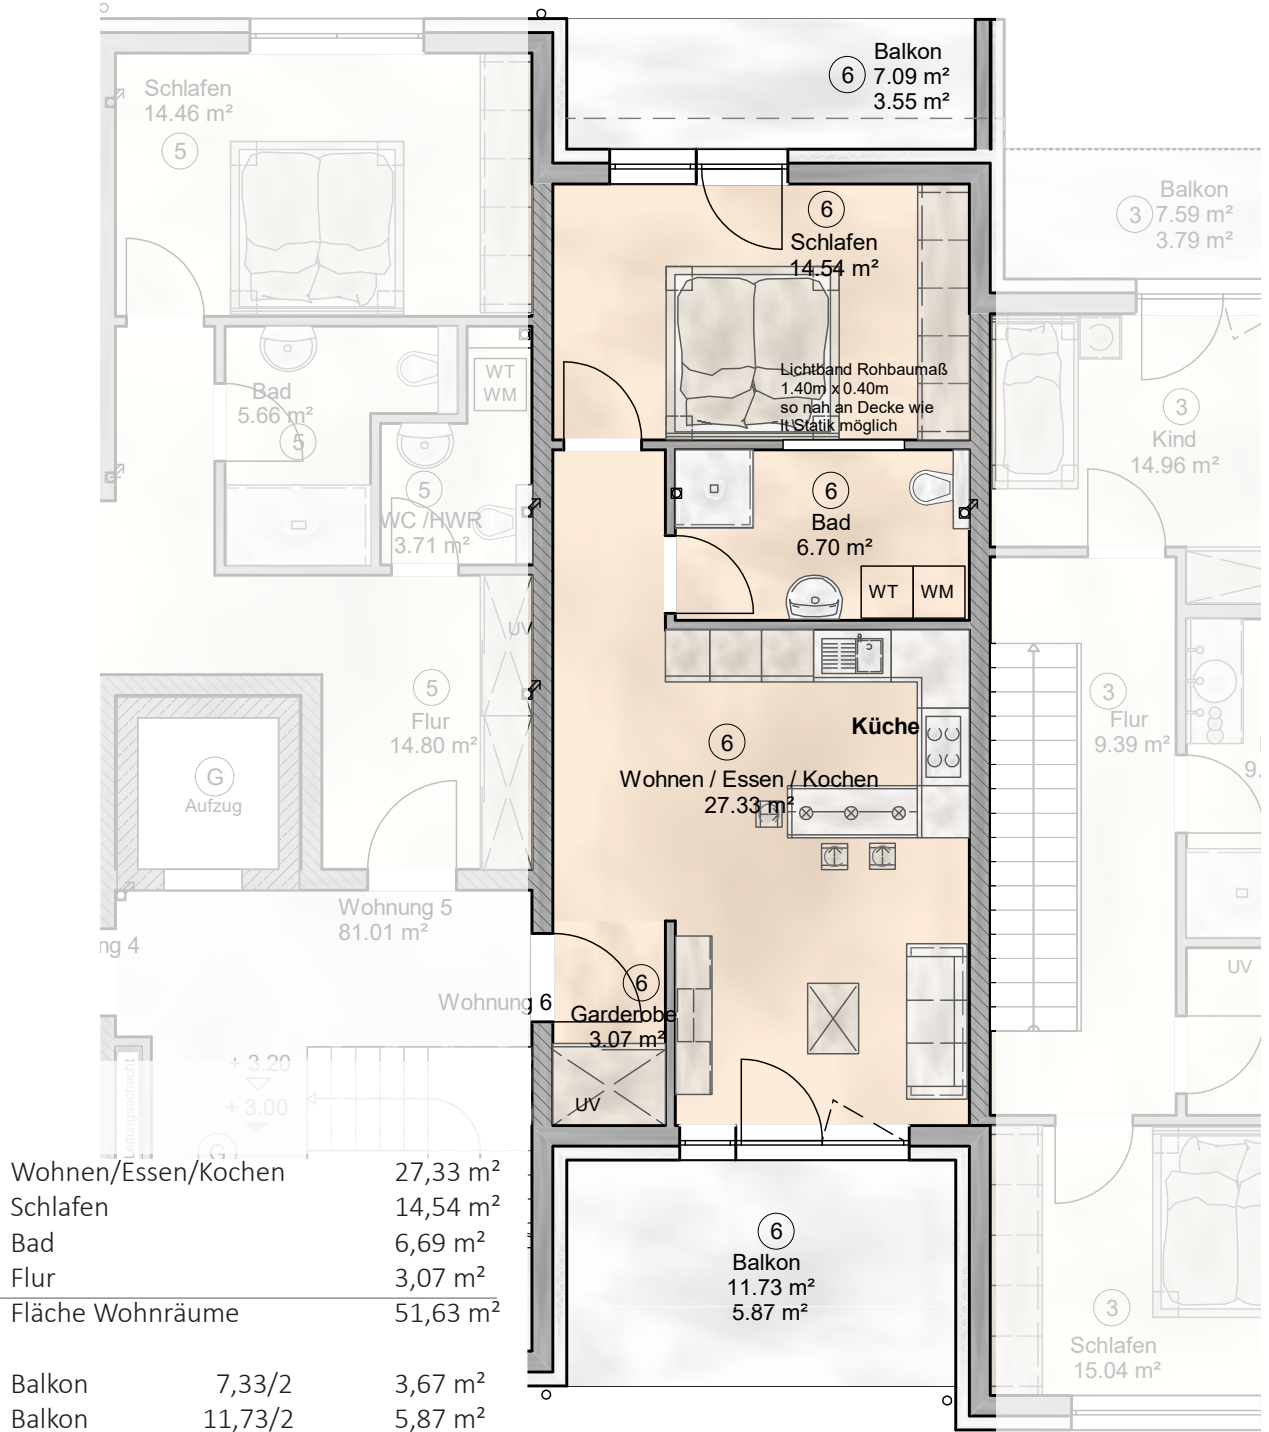 Balkon
6
7.09 m²
3.55 m²
Schlafen
14.46 m²
5
6
Schlafen
14.54 m²
Balkon
3
7.59 m²
3.79 m²
Lichtband Rohbaumaß
1.40m x 0.40m
so nah an Decke wie
lt Statik möglich
WT
WM
Bad
5.66 m²
5
3
Kind
14.96 m²
5
WC /HWR
3.71 m²
6
Bad
6.70 m²
WT
WM
UV
5
Flur
14.80 m²
3
Flur
9.39 m²
9.
G
Aufzug
Küche
6
Wohnen / Essen / Kochen
27.33 m²
Wohnung 5
81.01 m²
ng 4
Wohnung 6
6
Garderobe
3.07 m²
UV
UV
+ 3.20
+ 3.00
Leitungsschacht
G
Wohnen/Essen/Kochen 27,33 m²
Schlafen 14,54 m²
Bad 6,69 m²
Flur 3,07 m²
Fläche Wohnräume 51,63 m²
Balkon 7,33/2 3,67 m²
Balkon 11,73/2 5,87 m²
6
Balkon
11.73 m²
5.87 m²
3
Schlafen
15.04 m²